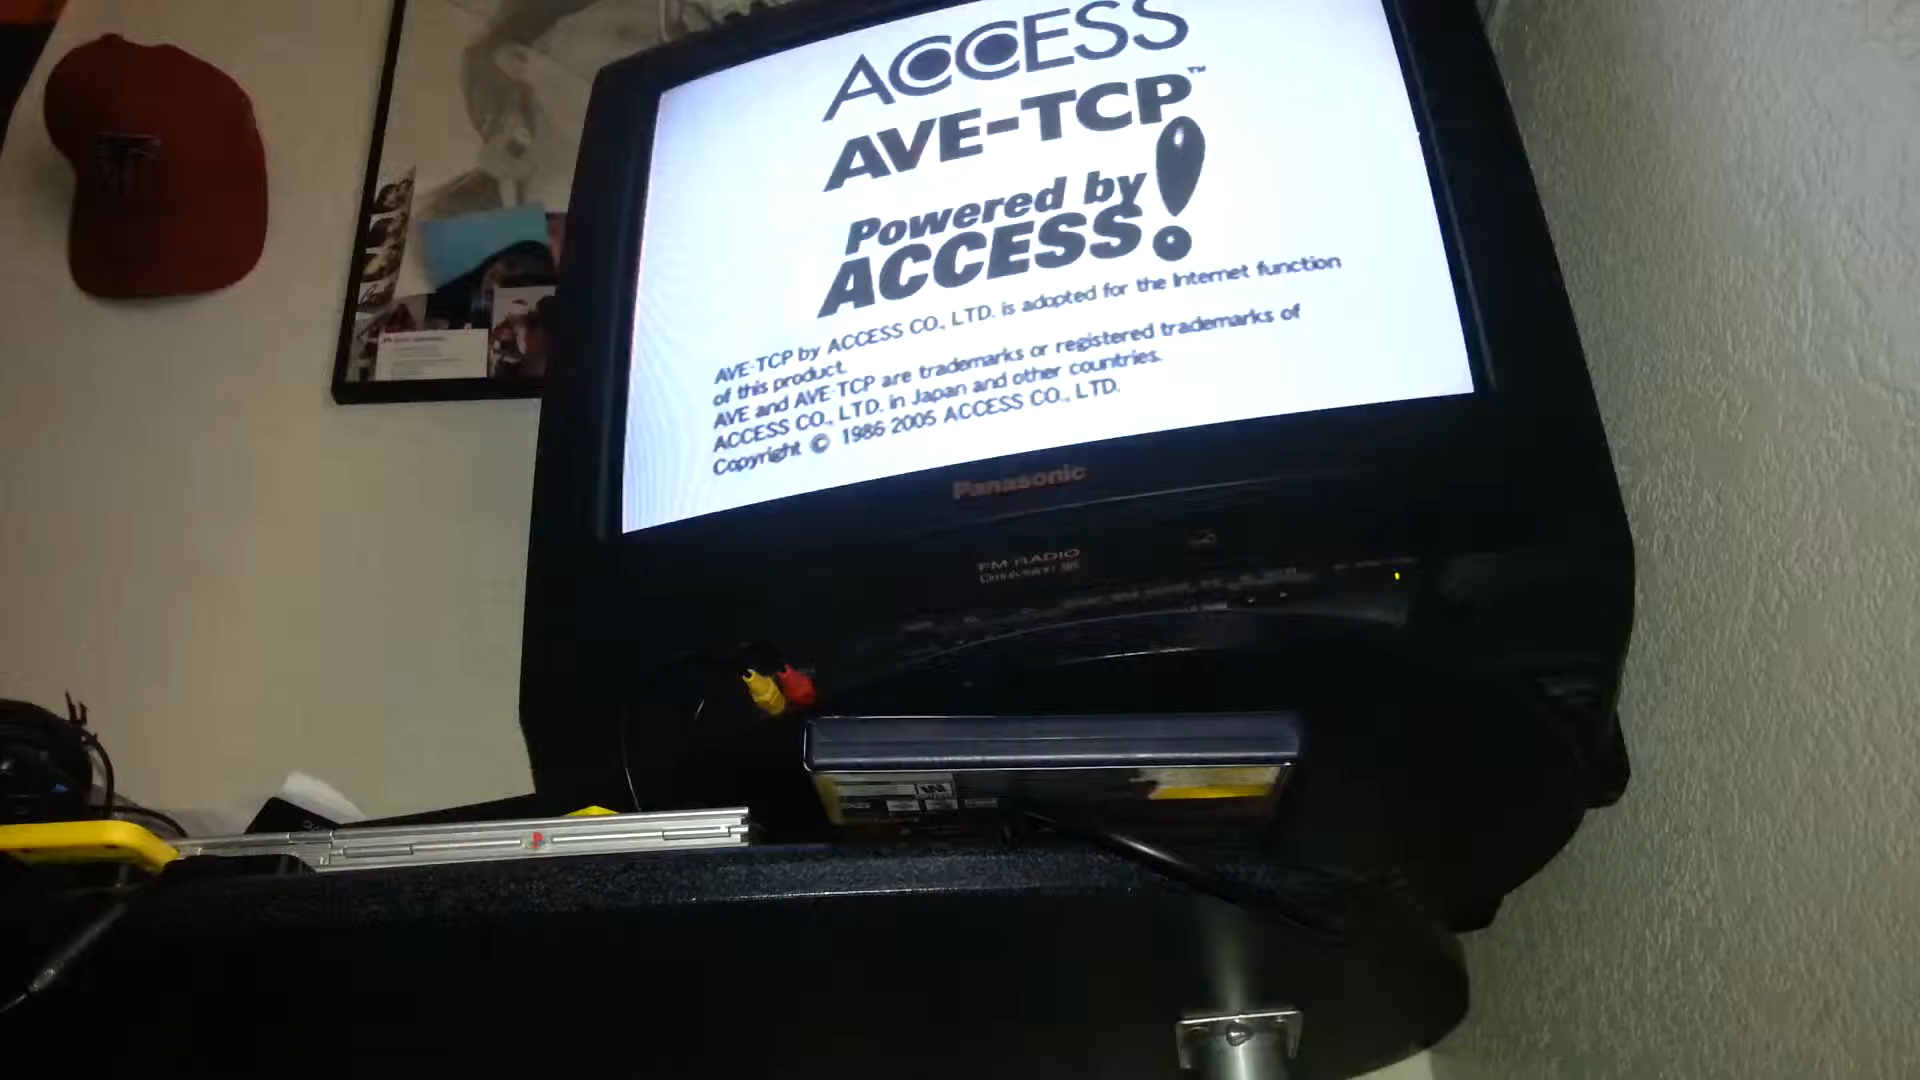 ACCESS
AVE-TCP™
Powered by
ACCESS!
AVE-TCP by ACCESS CO., LTD. is adopted for the Internet function
of this product.
AVE and AVE-TCP are trademarks or registered trademarks of
ACCESS CO., LTD. in Japan and other countries.
Copyright © 1986-2005 ACCESS CO., LTD.
Panasonic
FM RADIO